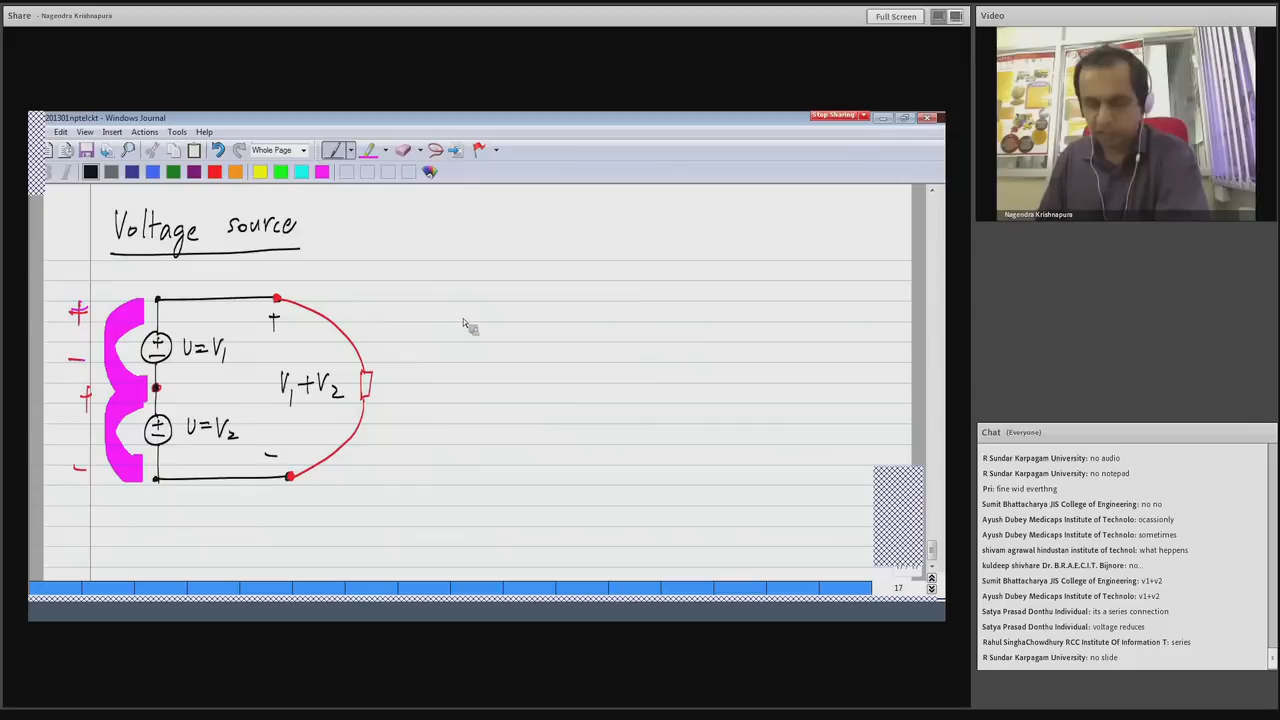 Share - Nagendra Krishnapura
Full Screen
Video
201301nptelckt - Windows Journal
Stop Sharing
Edit View Insert Actions Tools Help
Whole Page
Nagendra Krishnapura
Voltage source
+
+
+
U=V1
-
-
V1+V2
+
+
U=V2
-
-
-
17
Chat (Everyone)
R Sundar Karpagam University: no audio
R Sundar Karpagam University: no notepad
Pri: fine wid everthng
Sumit Bhattacharya JIS College of Engineering: no no
Ayush Dubey Medicaps Institute of Technolo: ocassionly
Ayush Dubey Medicaps Institute of Technolo: sometimes
shivam agrawal hindustan institute of technol: what happens
kuldeep shivhare Dr. B.R.A.E.C.I.T. Bijnore: no...
Sumit Bhattacharya JIS College of Engineering: v1+v2
Ayush Dubey Medicaps Institute of Technolo: v1+v2
Satya Prasad Donthu Individual: its a series connection
Satya Prasad Donthu Individual: voltage reduces
Rahul SinghaChowdhury RCC Institute Of Information T: series
R Sundar Karpagam University: no slide